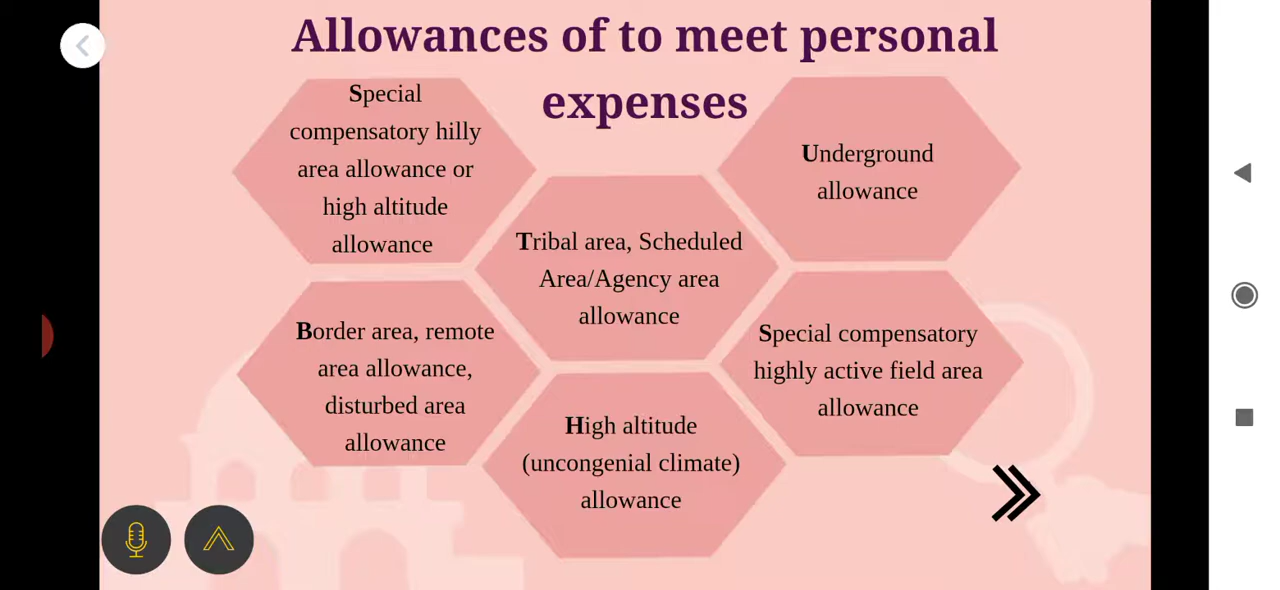 Allowances of to meet personal
expenses
Special
compensatory hilly
area allowance or
high altitude
allowance
Underground
allowance
Tribal area, Scheduled
Area/Agency area
allowance
Border area, remote
area allowance,
disturbed area
allowance
Special compensatory
highly active field area
allowance
High altitude
(uncongenial climate)
allowance